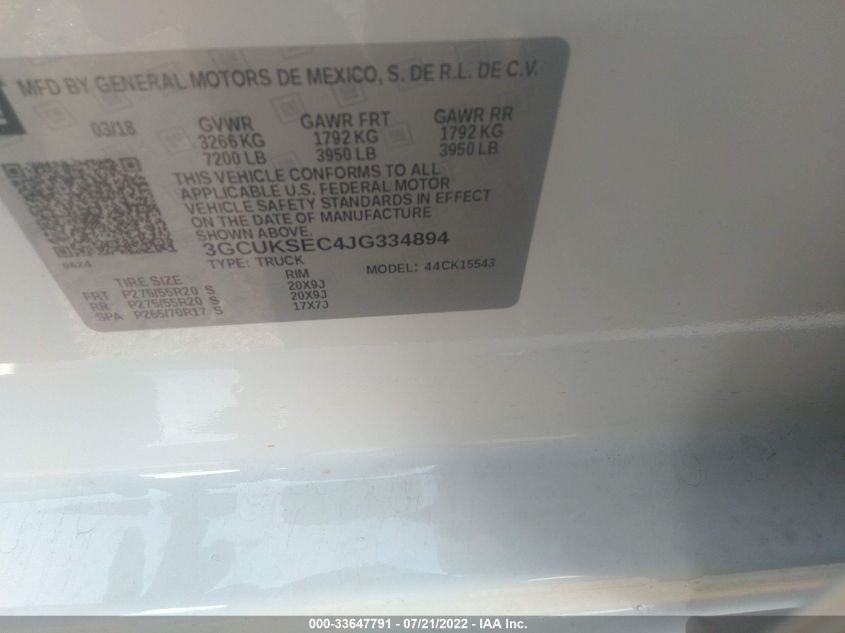 MFD BY GENERAL MOTORS DE MEXICO, S. DE R.L. DE C.V.
03/18 GVWR GAWR FRT GAWR RR
3266 KG 1792 KG 1792 KG
7200 LB 3950 LB 3950 LB
THIS VEHICLE CONFORMS TO ALL
APPLICABLE U.S. FEDERAL MOTOR
VEHICLE SAFETY STANDARDS IN EFFECT
ON THE DATE OF MANUFACTURE
SHOWN ABOVE.
3GCUKSEC4JG334894
TYPE: TRUCK MODEL: 44CK15543
0624
TIRE SIZE RIM
FRT P275/55R20 S 20X9J
RR P275/55R20 S 20X9J
SPA P265/70R17 S 17X7J
000-33647791 - 07/21/2022 - IAA Inc.